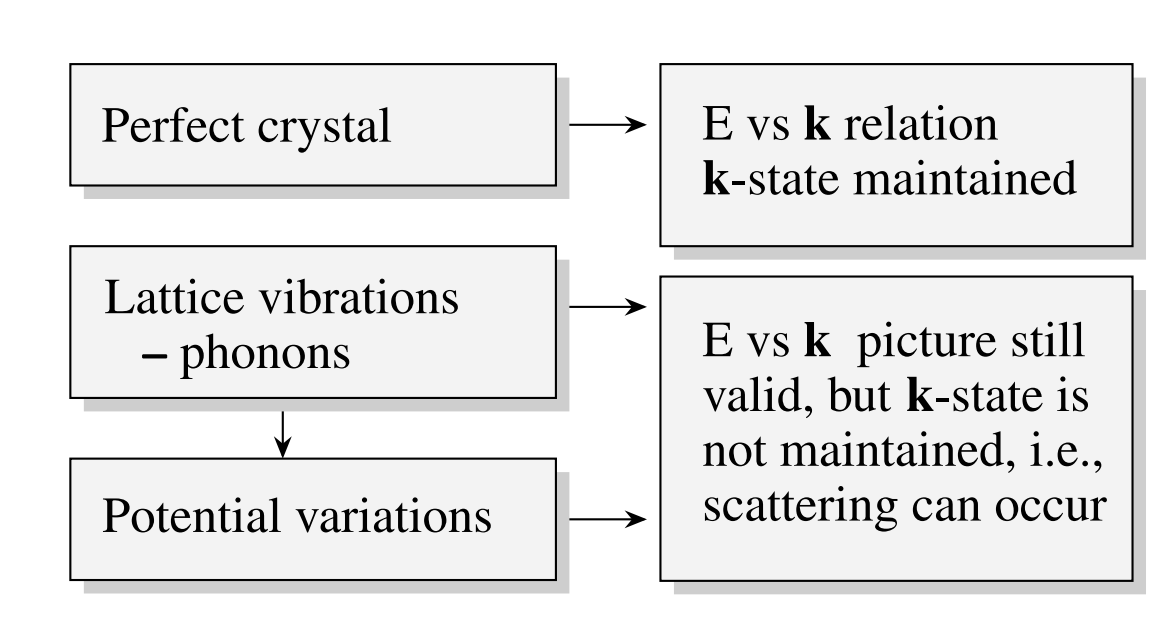 Perfect crystal
E vs k relation
k-state maintained
Lattice vibrations
– phonons
E vs k picture still
valid, but k-state is
not maintained, i.e.,
scattering can occur
Potential variations